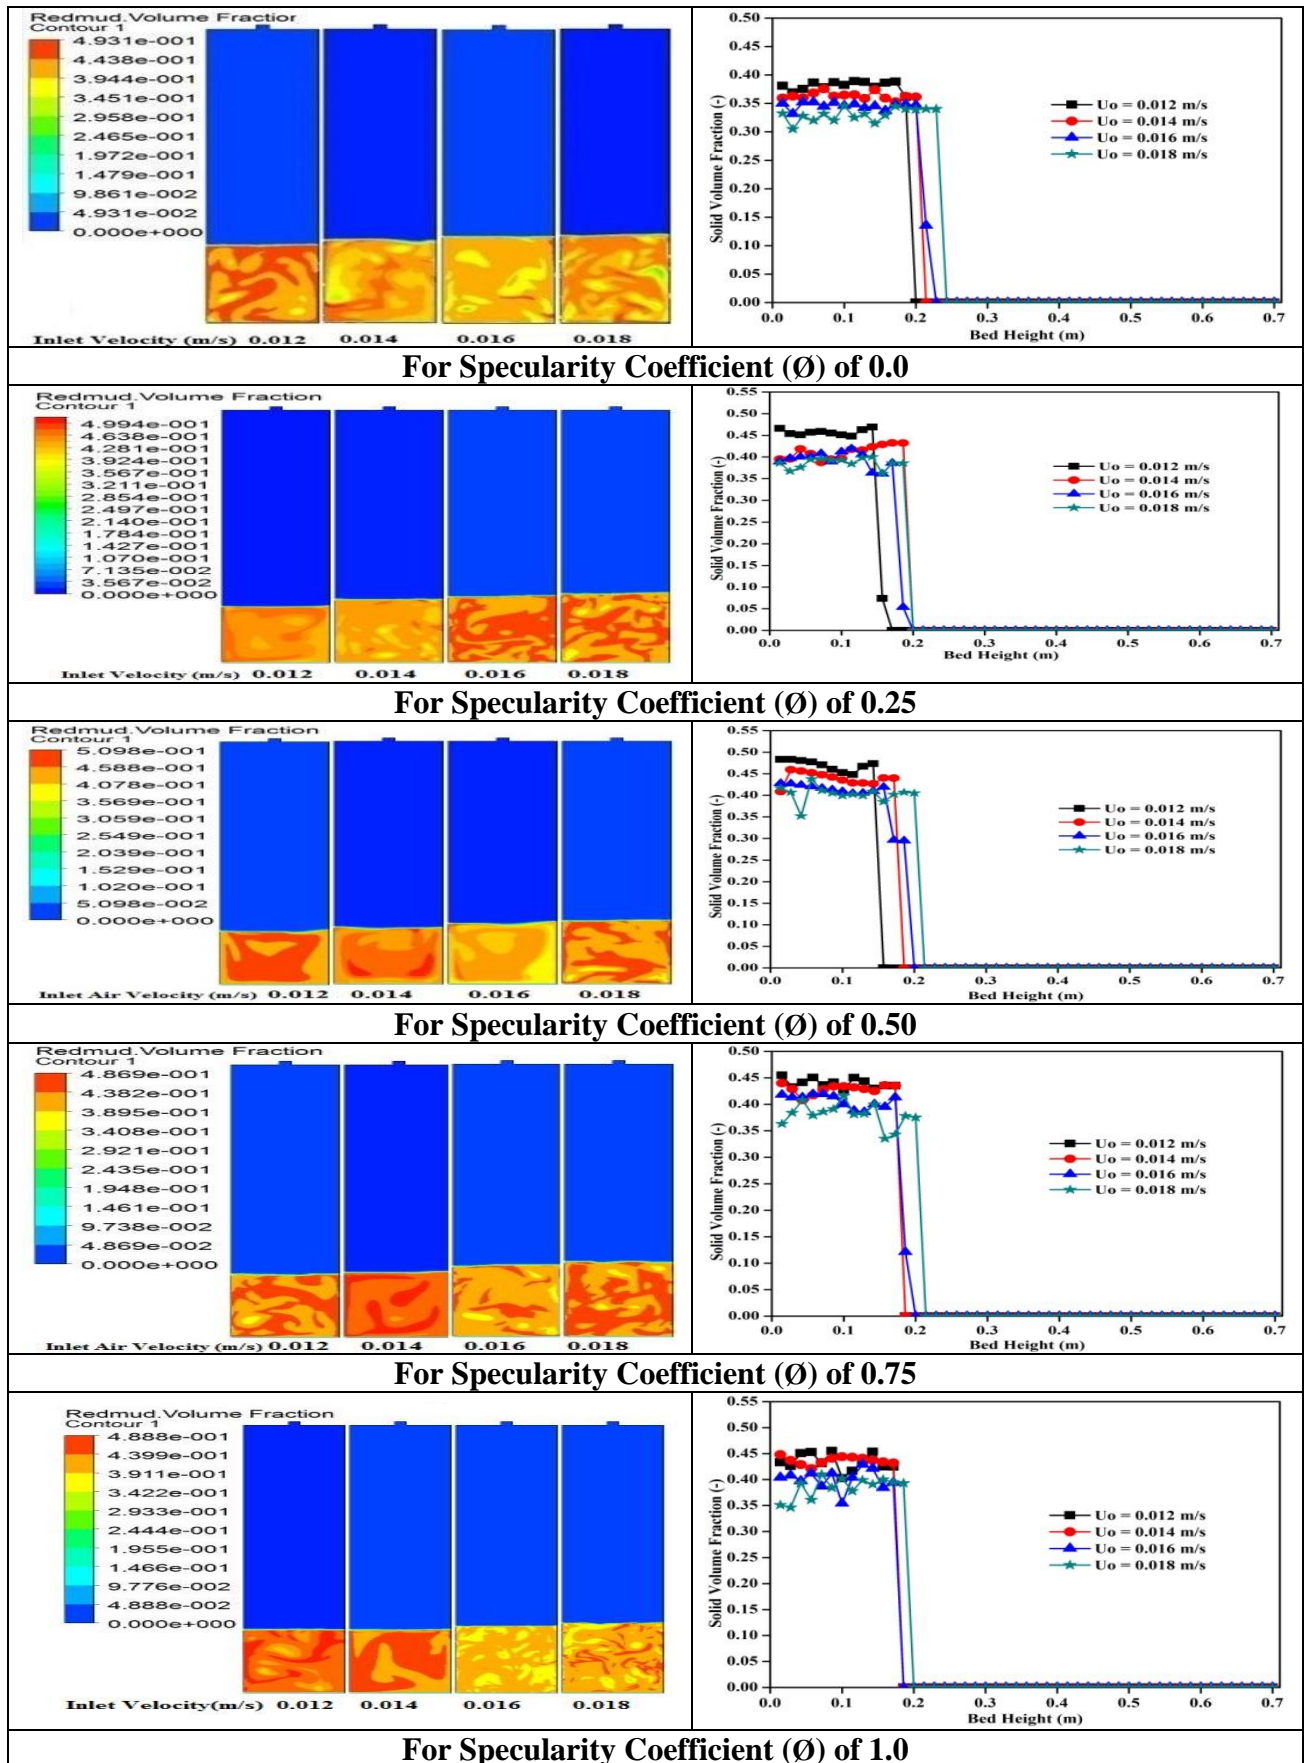 Redmud.Volume Fraction
Contour 1
4.931e-001
4.438e-001
3.944e-001
3.451e-001
2.958e-001
2.465e-001
1.972e-001
1.479e-001
9.861e-002
4.931e-002
0.000e+000
Inlet Velocity (m/s) 0.012 0.014 0.016 0.018
0.50
0.45
0.40
0.35
0.30
0.25
0.20
0.15
0.10
0.05
0.00
Solid Volume Fraction (-)
Uo = 0.012 m/s
Uo = 0.014 m/s
Uo = 0.016 m/s
Uo = 0.018 m/s
0.0 0.1 0.2 0.3 0.4 0.5 0.6 0.7
Bed Height (m)
For Specularity Coefficient (Ø) of 0.0
Redmud.Volume Fraction
Contour 1
4.994e-001
4.638e-001
4.281e-001
3.924e-001
3.567e-001
3.211e-001
2.854e-001
2.497e-001
2.140e-001
1.784e-001
1.427e-001
1.070e-001
7.135e-002
3.567e-002
0.000e+000
Inlet Velocity (m/s) 0.012 0.014 0.016 0.018
0.55
0.50
0.45
0.40
0.35
0.30
0.25
0.20
0.15
0.10
0.05
0.00
Solid Volume Fraction (-)
Uo = 0.012 m/s
Uo = 0.014 m/s
Uo = 0.016 m/s
Uo = 0.018 m/s
0.0 0.1 0.2 0.3 0.4 0.5 0.6 0.7
Bed Height (m)
For Specularity Coefficient (Ø) of 0.25
Redmud.Volume Fraction
Contour 1
5.098e-001
4.588e-001
4.078e-001
3.569e-001
3.059e-001
2.549e-001
2.039e-001
1.529e-001
1.020e-001
5.098e-002
0.000e+000
Inlet Air Velocity (m/s) 0.012 0.014 0.016 0.018
0.55
0.50
0.45
0.40
0.35
0.30
0.25
0.20
0.15
0.10
0.05
0.00
Solid Volume Fraction (-)
Uo = 0.012 m/s
Uo = 0.014 m/s
Uo = 0.016 m/s
Uo = 0.018 m/s
0.0 0.1 0.2 0.3 0.4 0.5 0.6 0.7
Bed Height (m)
For Specularity Coefficient (Ø) of 0.50
Redmud.Volume Fraction
Contour 1
4.869e-001
4.382e-001
3.895e-001
3.408e-001
2.921e-001
2.435e-001
1.948e-001
1.461e-001
9.738e-002
4.869e-002
0.000e+000
Inlet Air Velocity (m/s) 0.012 0.014 0.016 0.018
0.50
0.45
0.40
0.35
0.30
0.25
0.20
0.15
0.10
0.05
0.00
Solid Volume Fraction (-)
Uo = 0.012 m/s
Uo = 0.014 m/s
Uo = 0.016 m/s
Uo = 0.018 m/s
0.0 0.1 0.2 0.3 0.4 0.5 0.6 0.7
Bed Height (m)
For Specularity Coefficient (Ø) of 0.75
Redmud.Volume Fraction
Contour 1
4.888e-001
4.399e-001
3.911e-001
3.422e-001
2.933e-001
2.444e-001
1.955e-001
1.466e-001
9.776e-002
4.888e-002
0.000e+000
Inlet Velocity(m/s) 0.012 0.014 0.016 0.018
0.55
0.50
0.45
0.40
0.35
0.30
0.25
0.20
0.15
0.10
0.05
0.00
Solid Volume Fraction (-)
Uo = 0.012 m/s
Uo = 0.014 m/s
Uo = 0.016 m/s
Uo = 0.018 m/s
0.0 0.1 0.2 0.3 0.4 0.5 0.6 0.7
Bed Height (m)
For Specularity Coefficient (Ø) of 1.0